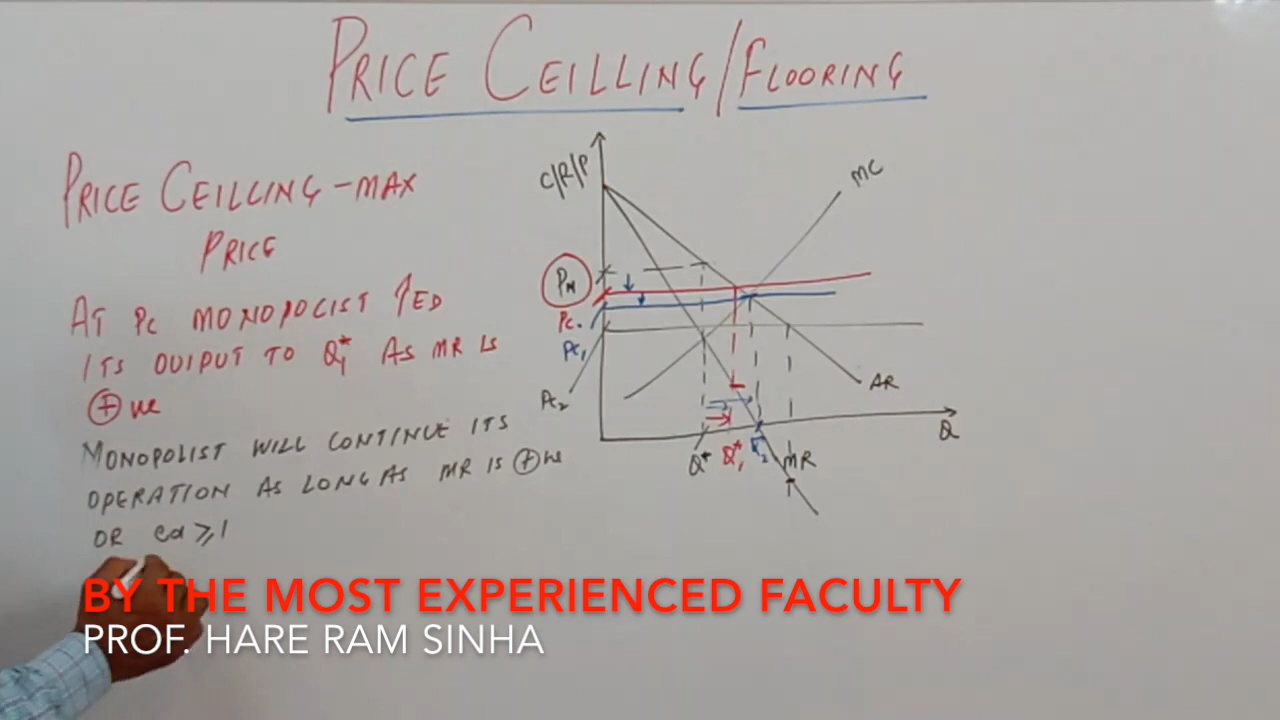 PRICE CEILLING/FLOORING
PRICE CEILLING-MAX
PRICE
AT Pc MONOPOLIST ↑ED
ITS OUTPUT TO Q₁* AS MR IS
⊕ve
MONOPOLIST WILL CONTINUE ITS
OPERATION AS LONG AS MR IS ⊕ve
OR ed ≥ 1
C/R/P
MC
PM
Pc
Pc₁
Pc₂
AR
Q
Q*
Q₁*
MR
BY THE MOST EXPERIENCED FACULTY
PROF. HARE RAM SINHA